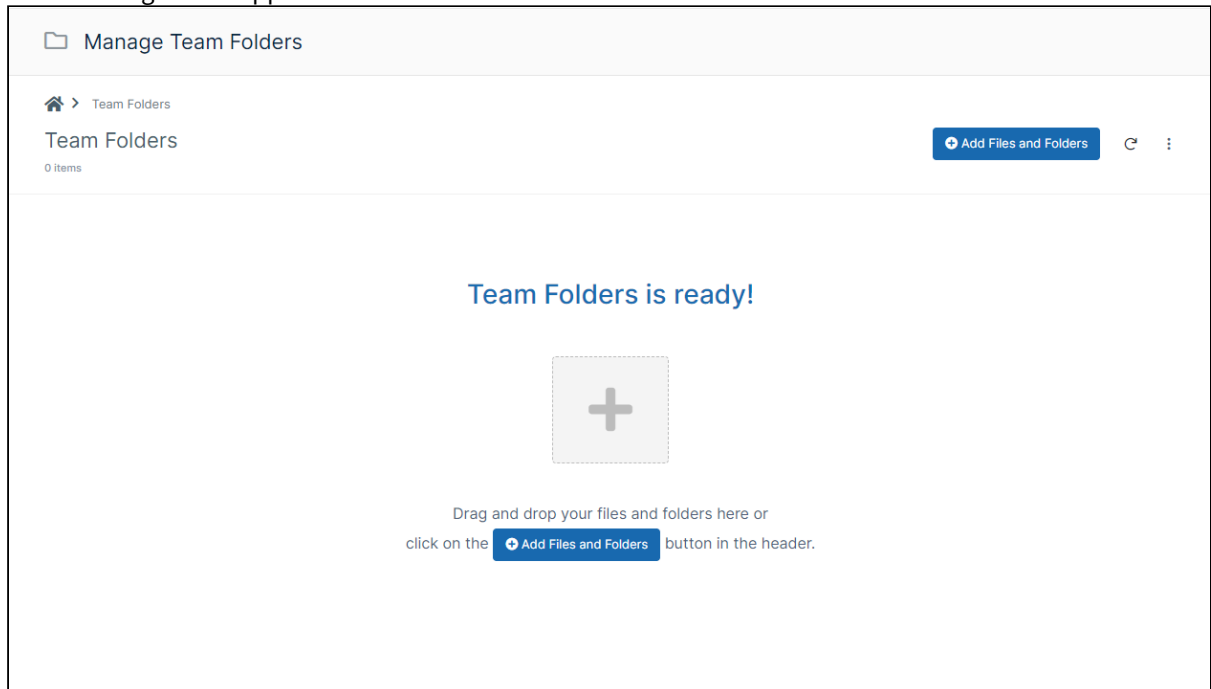 Manage Team Folders
Team Folders
Team Folders
Add Files and Folders
0 items
Team Folders is ready!
Drag and drop your files and folders here or
click on the Add Files and Folders button in the header.